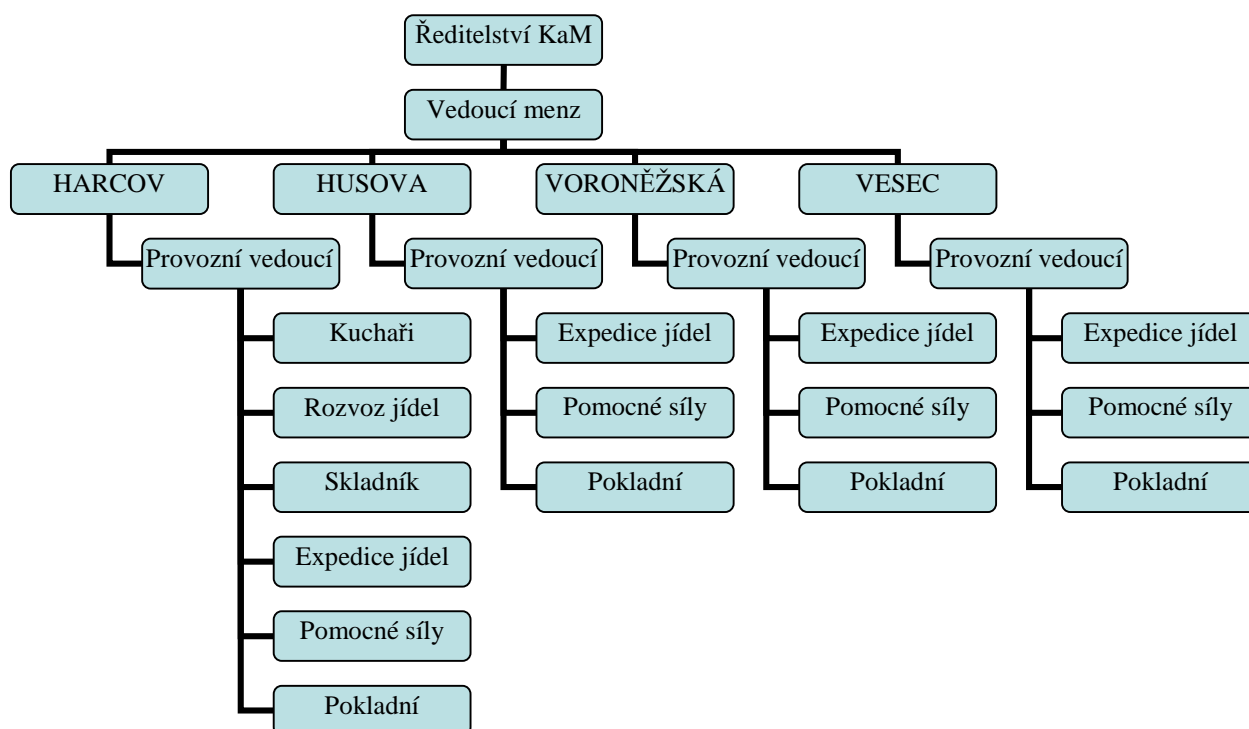 Ředitelství KaM
Vedoucí menz
HARCOV
HUSOVA
VORONĚŽSKÁ
VESEC
Provozní vedoucí
Provozní vedoucí
Provozní vedoucí
Provozní vedoucí
Kuchaři
Expedice jídel
Expedice jídel
Expedice jídel
Rozvoz jídel
Pomocné síly
Pomocné síly
Pomocné síly
Skladník
Pokladní
Pokladní
Pokladní
Expedice jídel
Pomocné síly
Pokladní